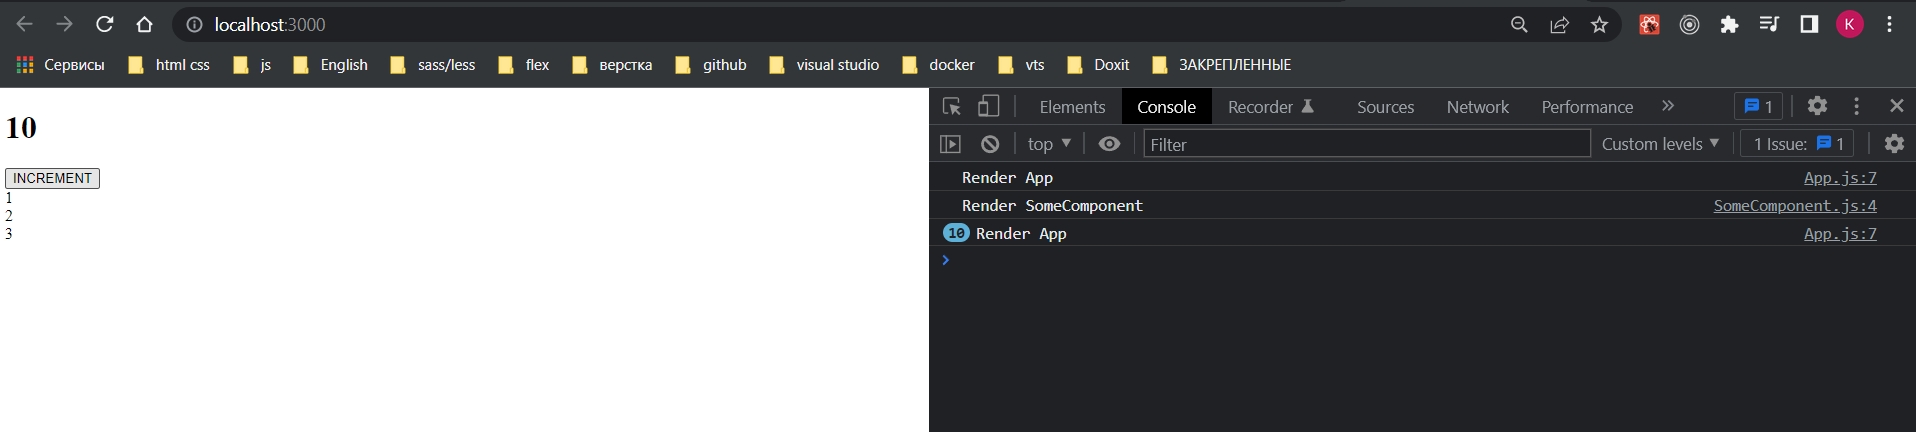 localhost:3000
K
Сервисы html css js English sass/less flex верстка github visual studio docker vts Doxit ЗАКРЕПЛЕННЫЕ
10
INCREMENT
1
2
3
Elements Console Recorder Sources Network Performance » 1
top Filter Custom levels 1 Issue: 1
Render App App.js:7
Render SomeComponent SomeComponent.js:4
10 Render App App.js:7